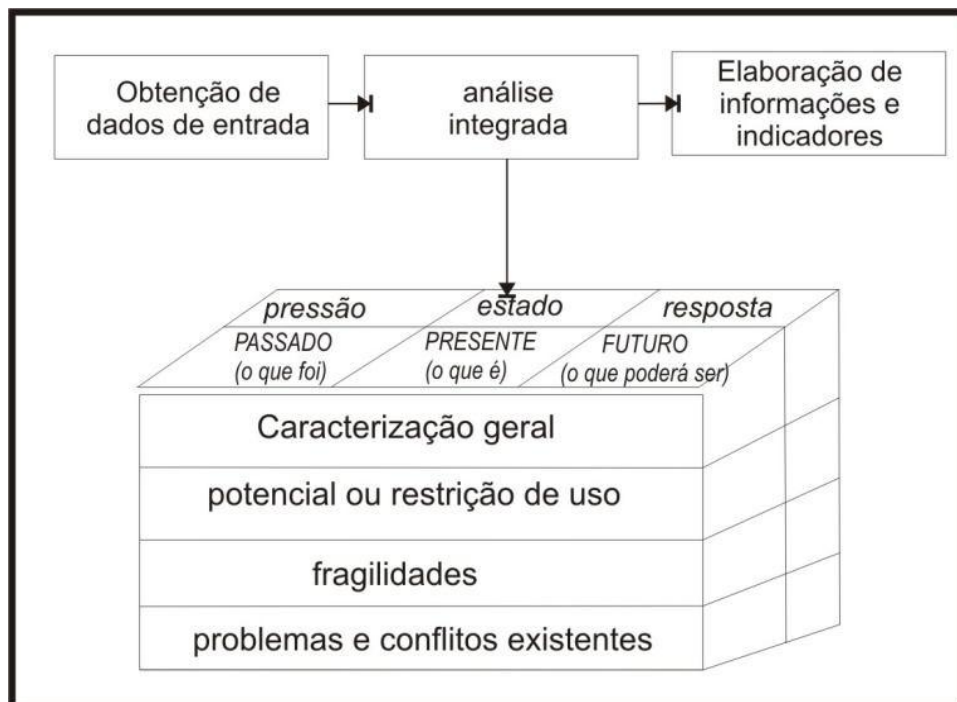 Obtenção de
dados de entrada
análise
integrada
Elaboração de
informações e
indicadores
pressão
estado
resposta
PASSADO
(o que foi)
PRESENTE
(o que é)
FUTURO
(o que poderá ser)
Caracterização geral
potencial ou restrição de uso
fragilidades
problemas e conflitos existentes